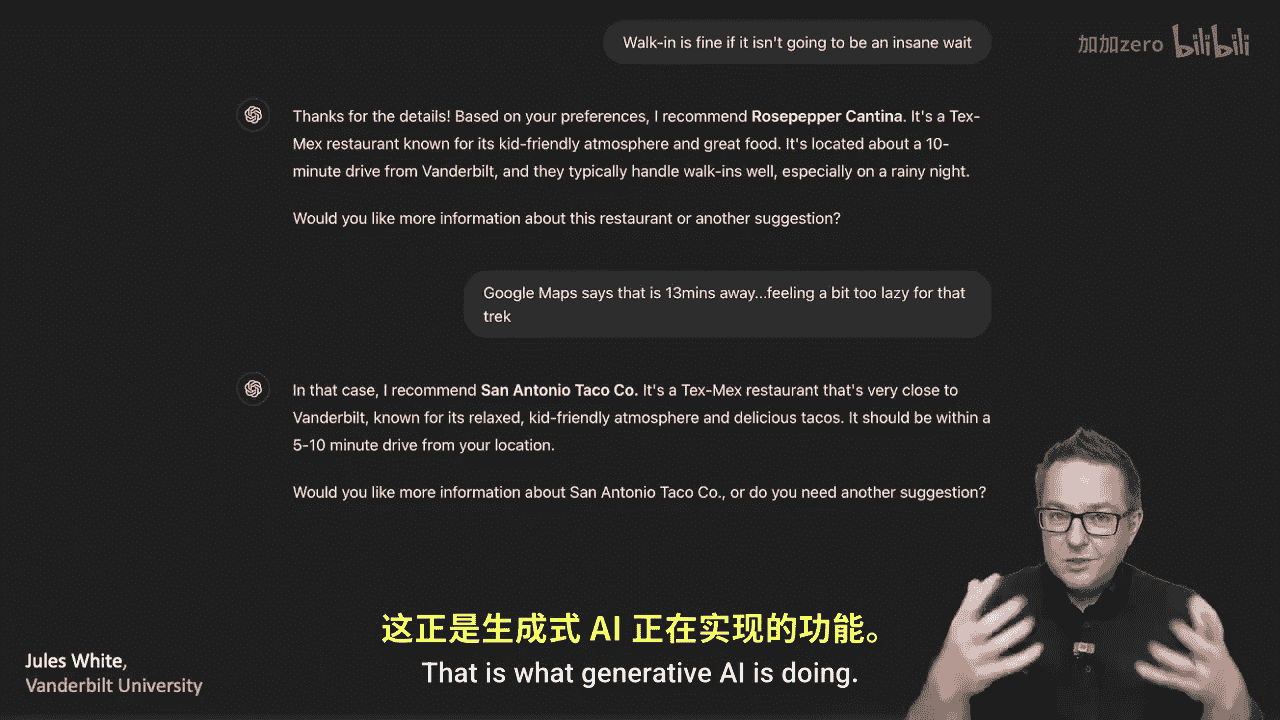 Walk-in is fine if it isn't going to be an insane wait
加加zero bilibili
Thanks for the details! Based on your preferences, I recommend Rosepepper Cantina. It's a Tex-
Mex restaurant known for its kid-friendly atmosphere and great food. It's located about a 10-
minute drive from Vanderbilt, and they typically handle walk-ins well, especially on a rainy night.
Would you like more information about this restaurant or another suggestion?
Google Maps says that is 13mins away...feeling a bit too lazy for that
trek
In that case, I recommend San Antonio Taco Co. It's a Tex-Mex restaurant that's very close to
Vanderbilt, known for its relaxed, kid-friendly atmosphere and delicious tacos. It should be within a
5-10 minute drive from your location.
Would you like more information about San Antonio Taco Co., or do you need another suggestion?
这正是生成式 AI 正在实现的功能。
That is what generative AI is doing.
Jules White,
Vanderbilt University